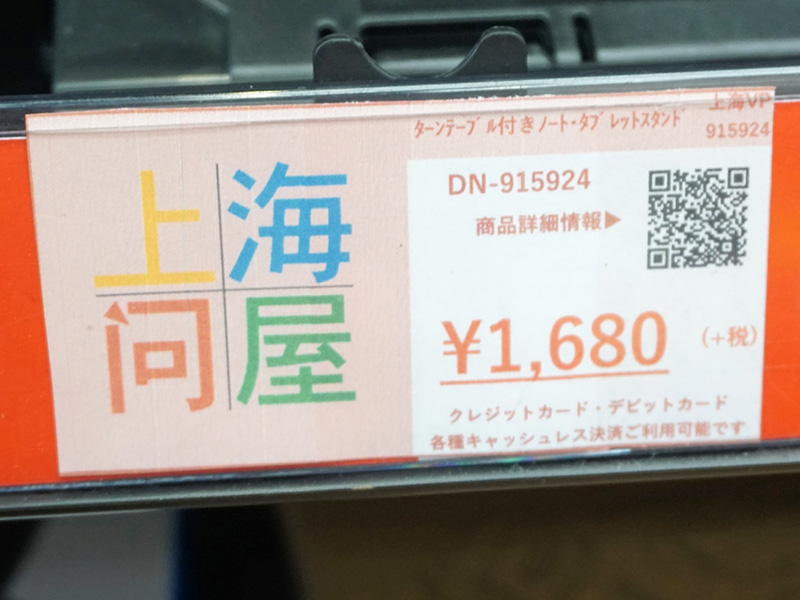 上海
问屋
ﾀｰﾝﾃｰﾌﾞﾙ付きﾉｰﾄ･ﾀﾌﾞﾚｯﾄｽﾀﾝﾄﾞ
上海VP
915924
DN-915924
商品詳細情報▶
¥1,680 (+税)
クレジットカード・デビットカード
各種キャッシュレス決済ご利用可能です